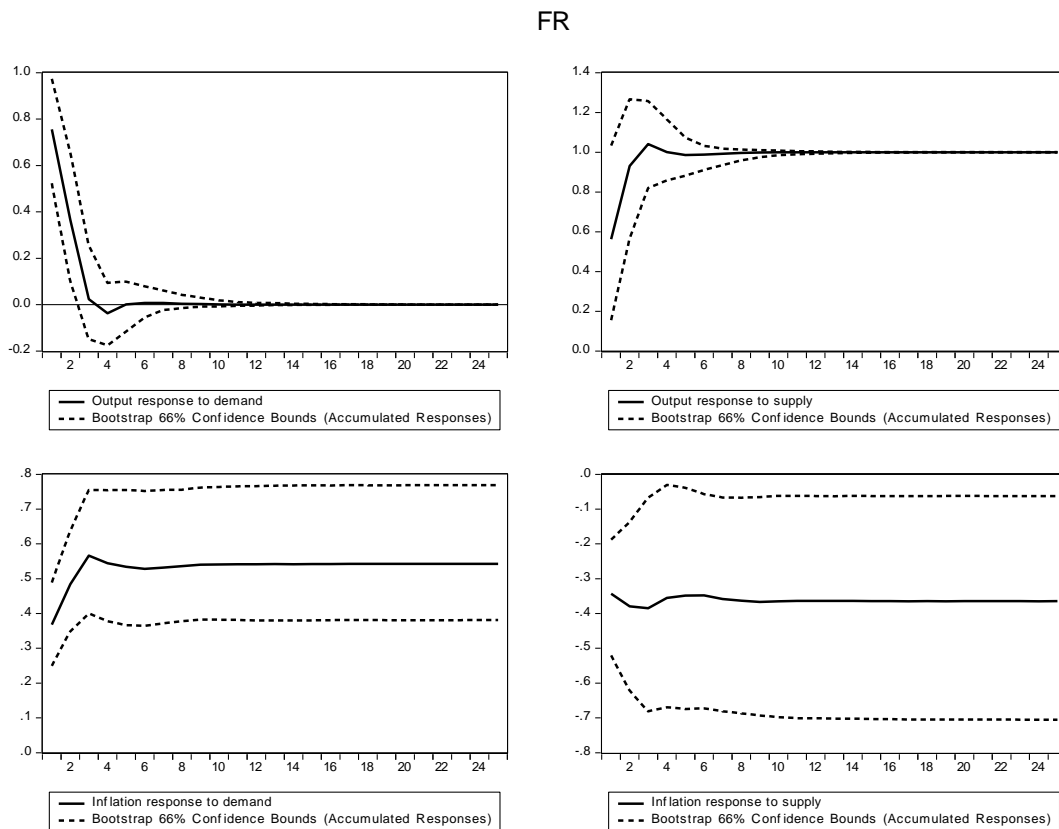 FR
1.0
0.8
0.6
0.4
0.2
0.0
-0.2
2 4 6 8 10 12 14 16 18 20 22 24
Output response to demand
Bootstrap 66% Confidence Bounds (Accumulated Responses)
1.4
1.2
1.0
0.8
0.6
0.4
0.2
0.0
2 4 6 8 10 12 14 16 18 20 22 24
Output response to supply
Bootstrap 66% Confidence Bounds (Accumulated Responses)
.8
.7
.6
.5
.4
.3
.2
.1
.0
2 4 6 8 10 12 14 16 18 20 22 24
Inflation response to demand
Bootstrap 66% Confidence Bounds (Accumulated Responses)
.0
-.1
-.2
-.3
-.4
-.5
-.6
-.7
-.8
2 4 6 8 10 12 14 16 18 20 22 24
Inflation response to supply
Bootstrap 66% Confidence Bounds (Accumulated Responses)